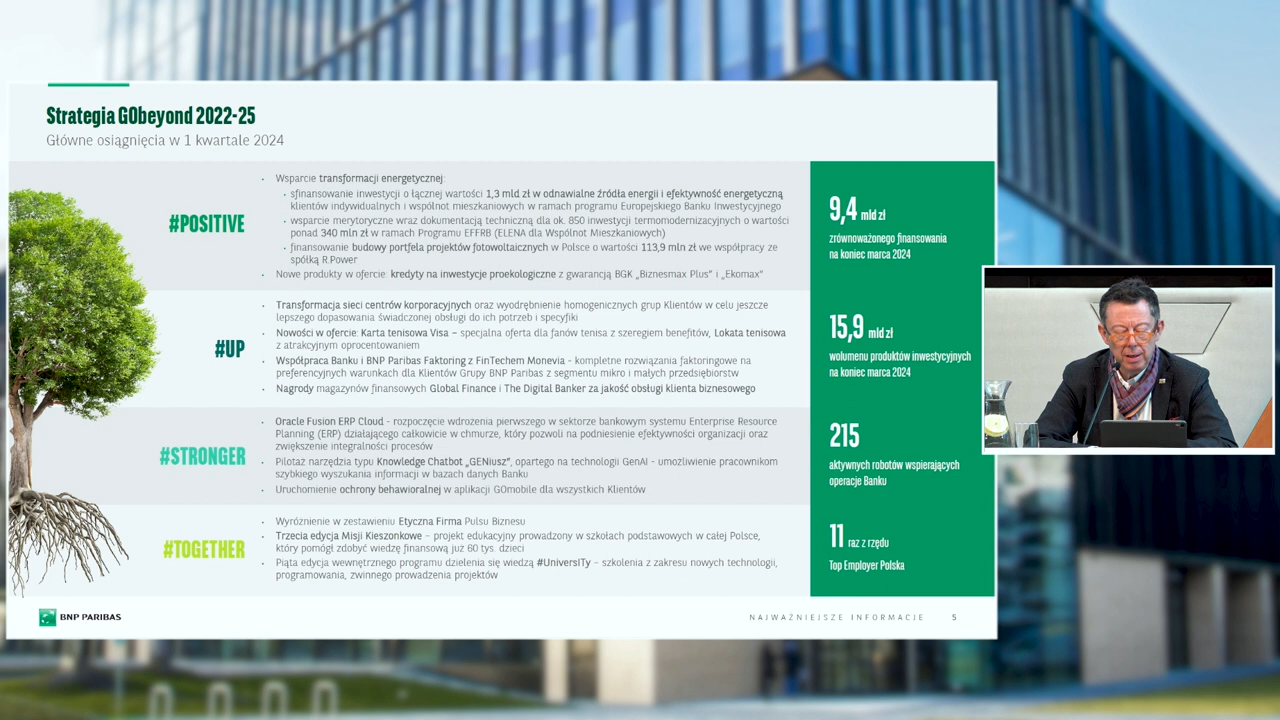 Strategia GObeyond 2022-25
Główne osiągnięcia w 1 kwartale 2024
#POSITIVE
• Wsparcie transformacji energetycznej:
• sfinansowanie inwestycji o łącznej wartości 1,3 mld zł w odnawialne źródła energii i efektywność energetyczną
klientów indywidualnych i wspólnot mieszkaniowych w ramach programu Europejskiego Banku Inwestycyjnego
• wsparcie merytoryczne wraz dokumentacją techniczną dla ok. 850 inwestycji termomodernizacyjnych o wartości
ponad 340 mln zł w ramach Programu EFFRB (ELENA dla Wspólnot Mieszkaniowych)
• finansowanie budowy portfela projektów fotowoltaicznych w Polsce o wartości 113,9 mln zł we współpracy ze
spółką R.Power
• Nowe produkty w ofercie: kredyty na inwestycje proekologiczne z gwarancją BGK „Biznesmax Plus” i „Ekomax”
#UP
• Transformacja sieci centrów korporacyjnych oraz wyodrębnienie homogenicznych grup Klientów w celu jeszcze
lepszego dopasowania świadczonej obsługi do ich potrzeb i specyfiki
• Nowości w ofercie: Karta tenisowa Visa – specjalna oferta dla fanów tenisa z szeregiem benefitów, Lokata tenisowa
z atrakcyjnym oprocentowaniem
• Współpraca Banku i BNP Paribas Faktoring z FinTechem Monevia - kompletne rozwiązania faktoringowe na
preferencyjnych warunkach dla Klientów Grupy BNP Paribas z segmentu mikro i małych przedsiębiorstw
• Nagrody magazynów finansowych Global Finance i The Digital Banker za jakość obsługi klienta biznesowego
#STRONGER
• Oracle Fusion ERP Cloud - rozpoczęcie wdrożenia pierwszego w sektorze bankowym systemu Enterprise Resource
Planning (ERP) działającego całkowicie w chmurze, który pozwoli na podniesienie efektywności organizacji oraz
zwiększenie integralności procesów
• Pilotaż narzędzia typu Knowledge Chatbot „GENiusz”, opartego na technologii GenAI - umożliwienie pracownikom
szybkiego wyszukania informacji w bazach danych Banku
• Uruchomienie ochrony behawioralnej w aplikacji GOmobile dla wszystkich Klientów
#TOGETHER
• Wyróżnienie w zestawieniu Etyczna Firma Pulsu Biznesu
• Trzecia edycja Misji Kieszonkowe – projekt edukacyjny prowadzony w szkołach podstawowych w całej Polsce,
który pomógł zdobyć wiedzę finansową już 60 tys. dzieci
• Piąta edycja wewnętrznego programu dzielenia się wiedzą #UniversITy – szkolenia z zakresu nowych technologii,
programowania, zwinnego prowadzenia projektów
9,4 mld zł
zrównoważonego finansowania
na koniec marca 2024
15,9 mld zł
wolumenu produktów inwestycyjnych
na koniec marca 2024
215
aktywnych robotów wspierających
operacje Banku
11 raz z rzędu
Top Employer Polska
BNP PARIBAS
NAJWAŻNIEJSZE INFORMACJE 5